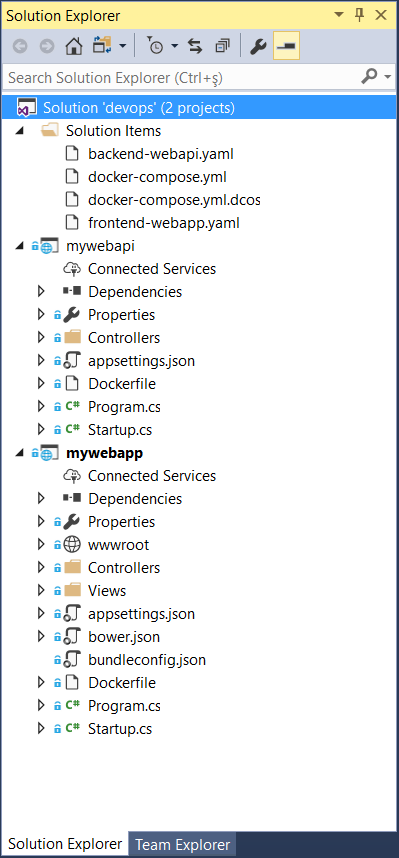 Solution Explorer
Search Solution Explorer (Ctrl+ş)
Solution 'devops' (2 projects)
Solution Items
backend-webapi.yaml
docker-compose.yml
docker-compose.yml.dcos
frontend-webapp.yaml
mywebapi
Connected Services
Dependencies
Properties
Controllers
appsettings.json
Dockerfile
C# Program.cs
C# Startup.cs
mywebapp
Connected Services
Dependencies
Properties
wwwroot
Controllers
Views
appsettings.json
bower.json
bundleconfig.json
Dockerfile
C# Program.cs
C# Startup.cs
Solution Explorer Team Explorer